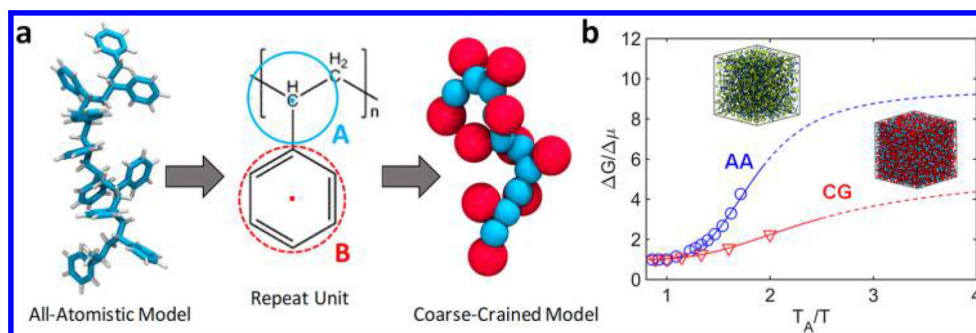 a
H₂
C
H
C
n
A
B
All-Atomistic Model
Repeat Unit
Coarse-Crained Model
b
12
10
8
6
4
2
0
ΔG/Δμ
AA
CG
1
2
3
4
T_A/T